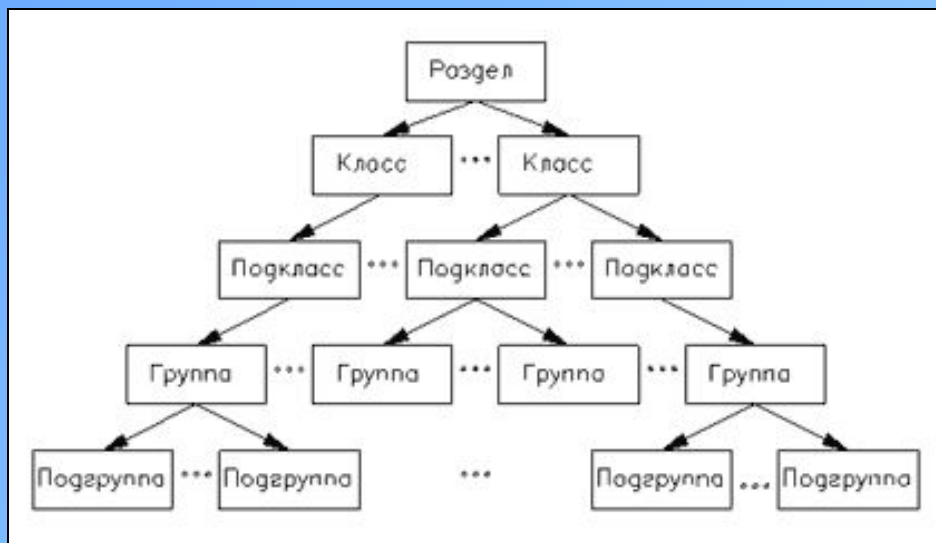 Раздел
Класс ... Класс
Подкласс ... Подкласс ... Подкласс
Группа ... Группа ... Группа ... Группа
Подгруппа ... Подгруппа ... Подгруппа ... Подгруппа